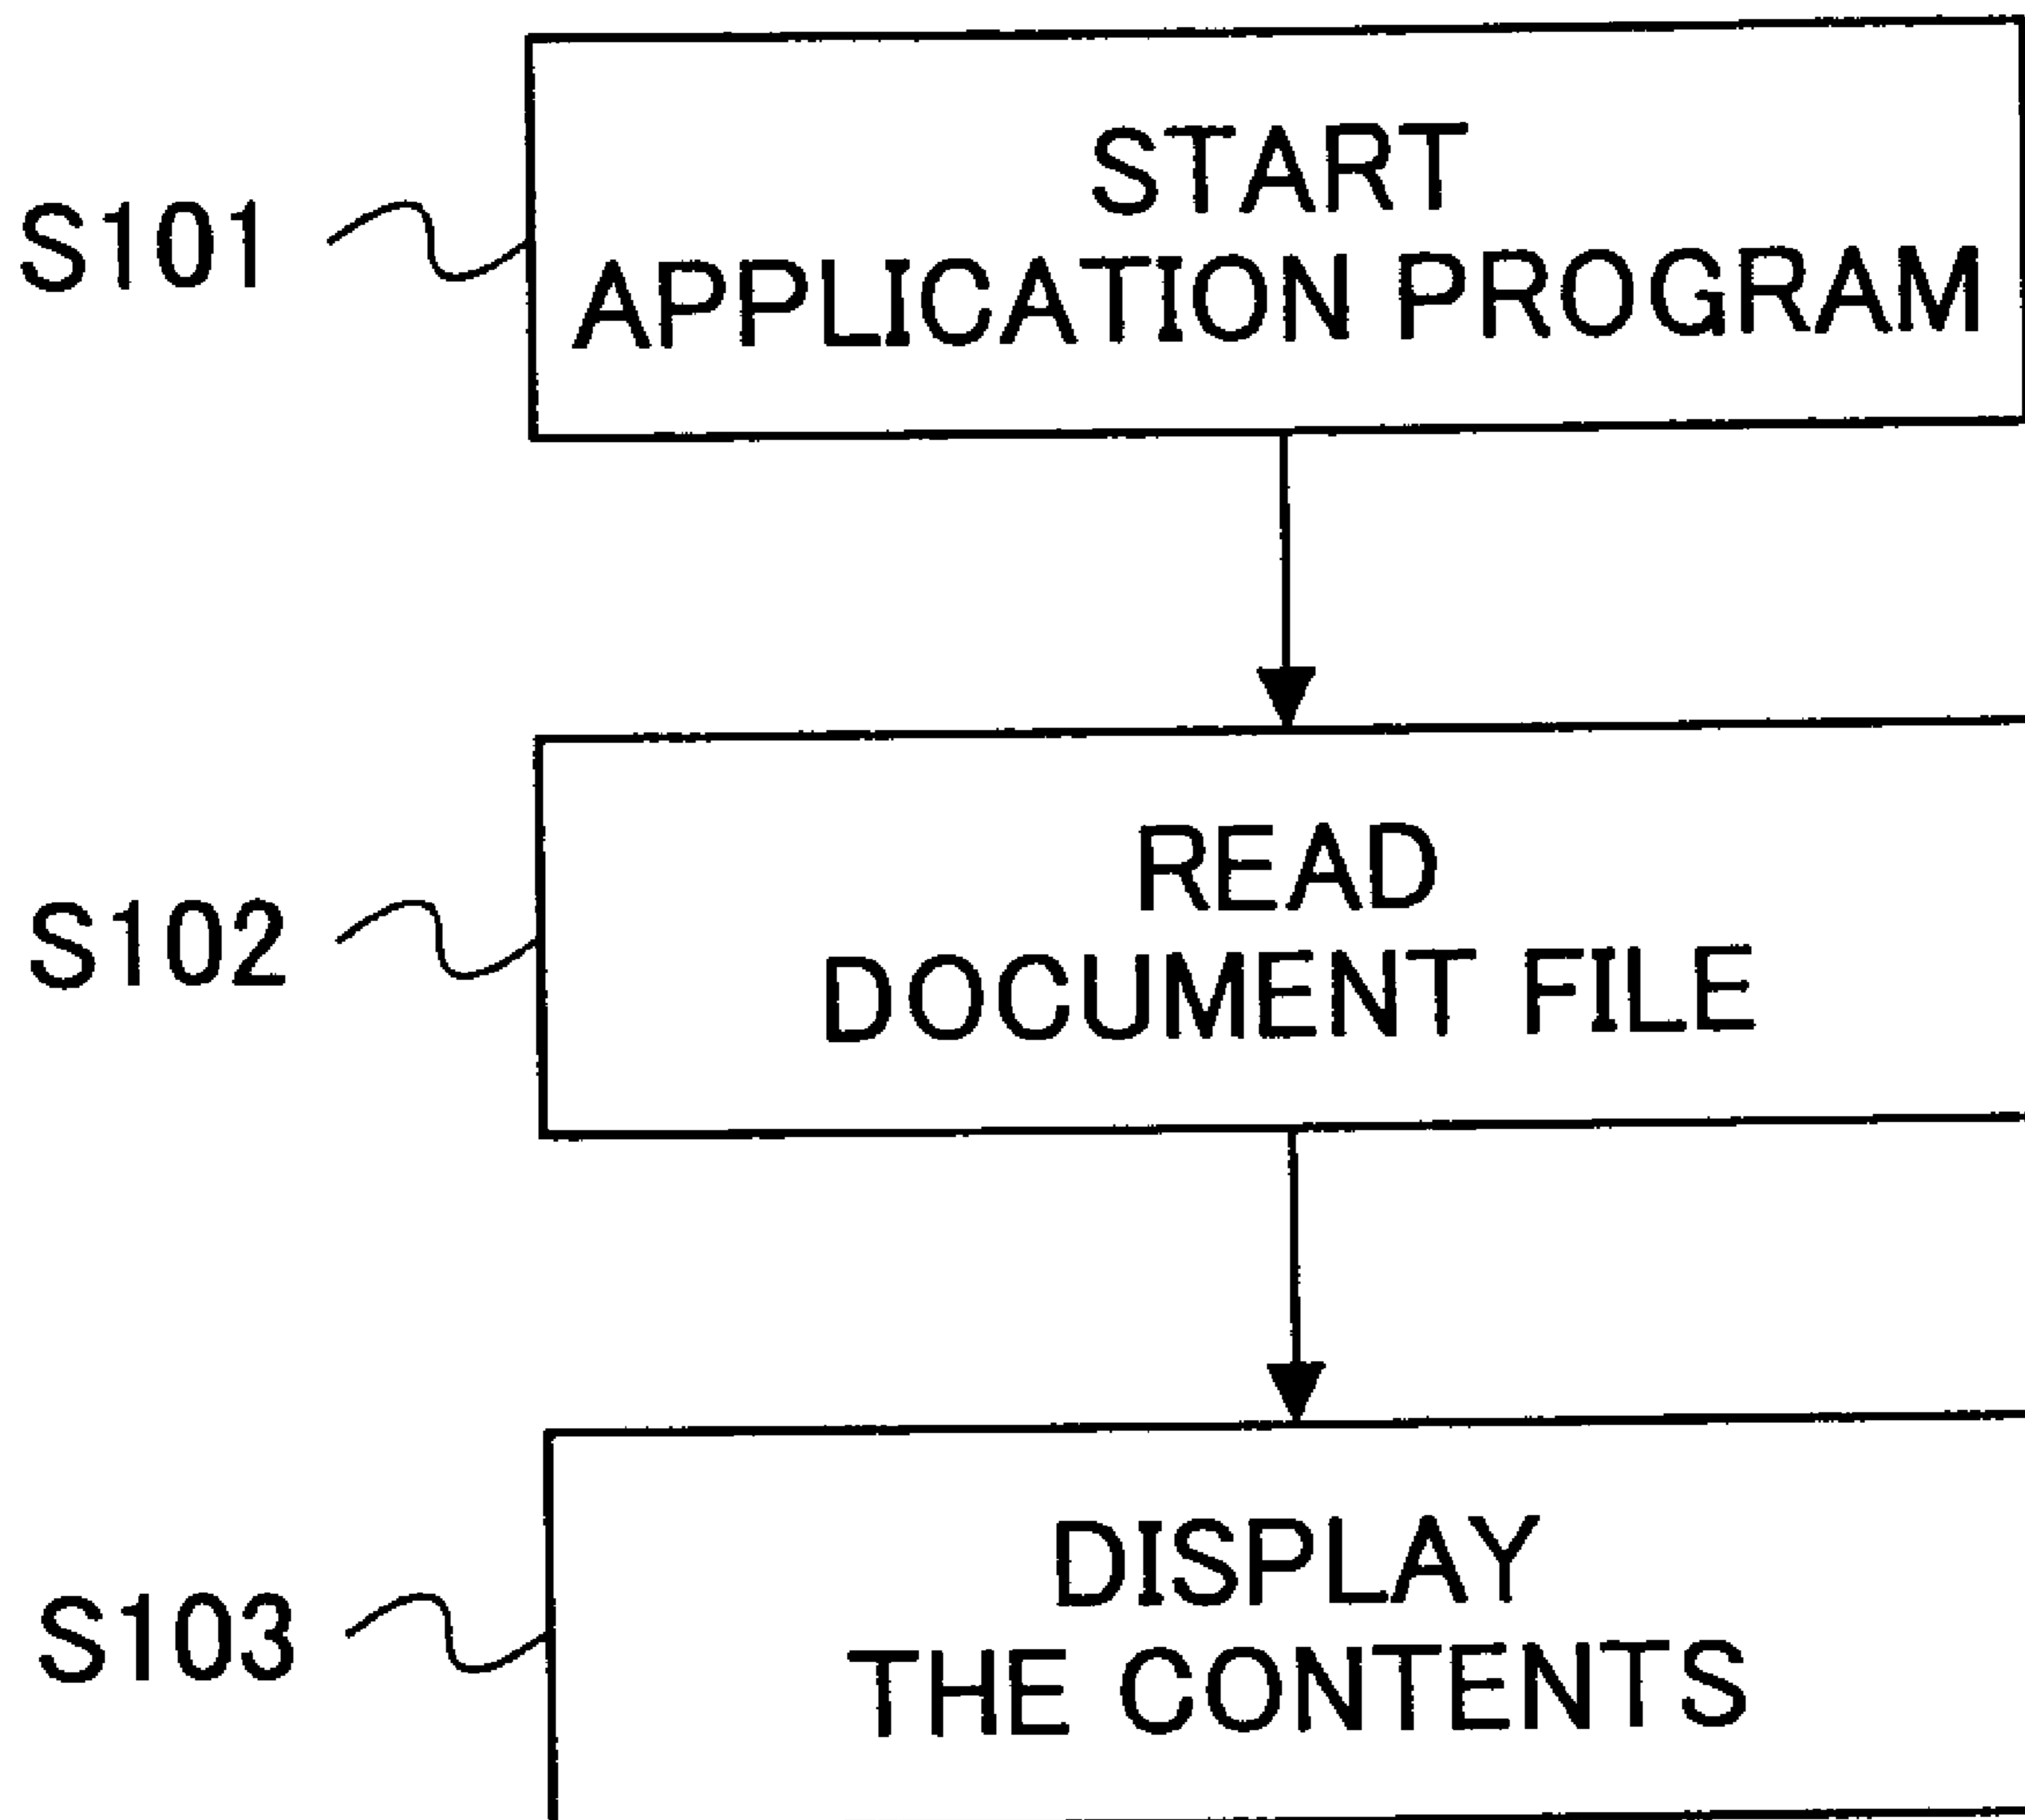 S101
START
APPLICATION PROGRAM
S102
READ
DOCUMENT FILE
S103
DISPLAY
THE CONTENTS